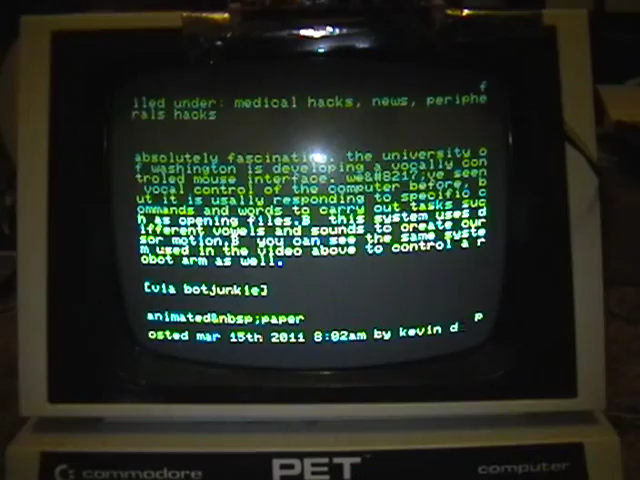 f
iled under: medical hacks, news, periphe
rals hacks
absolutely fascinating. the university o
f washington is developing a vocally con
troled mouse interface. we&#8217;ve seen
 vocal control of the computer before, b
ut it is usally responding to specific c
ommands and words to carry out tasks suc
h as opening files.B  this system uses d
ifferent vowels and sounds to create cur
sor motion.B  you can see the same syste
m used in the video above to control a r
obot arm as well.
[via botjunkie]
animated&nbsp;paper
p
osted mar 15th 2011 8:02am by kevin d
commodore PET™ computer